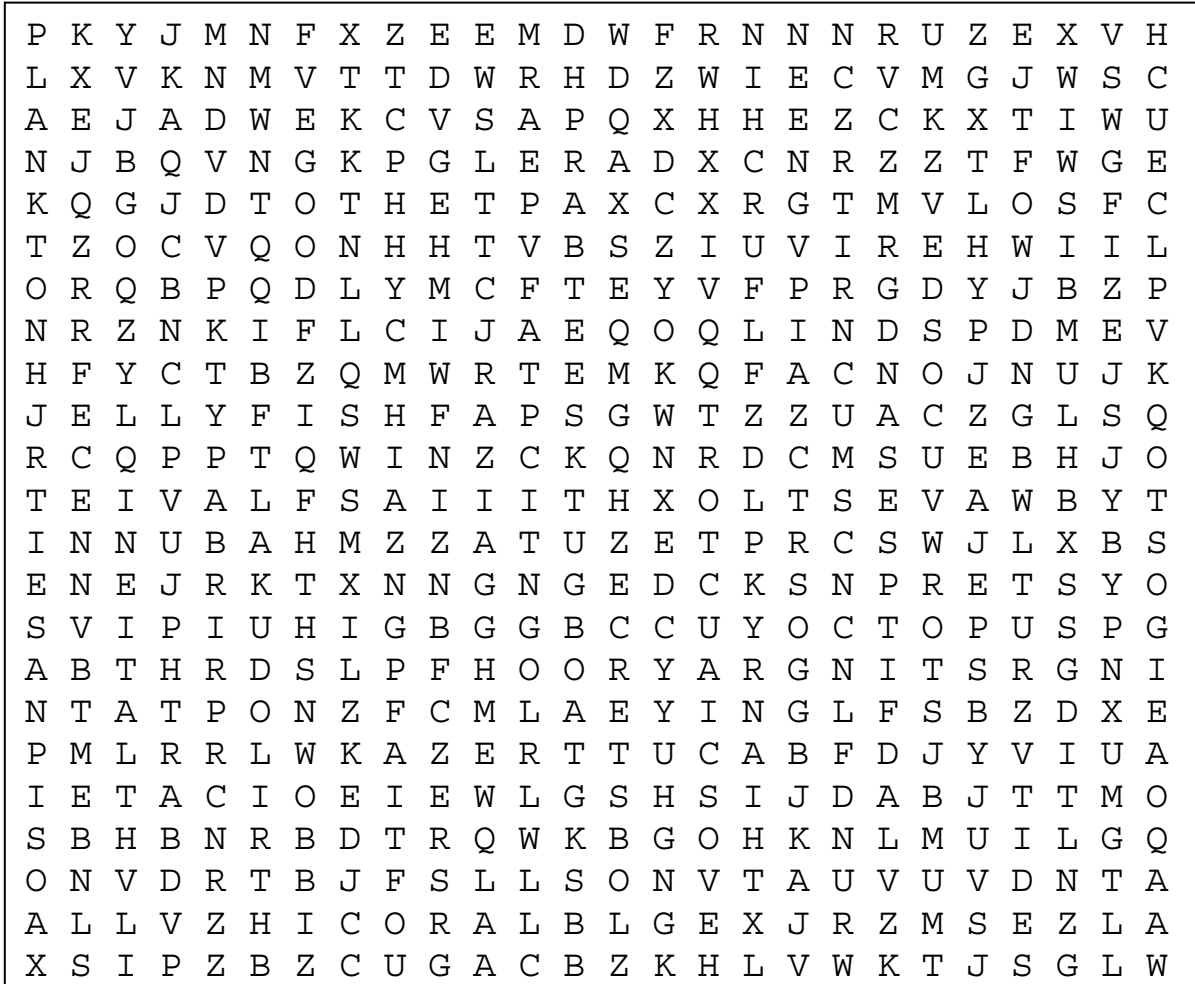 P K Y J M N F X Z E E M D W F R N N N R U Z E X V H
L X V K N M V T T D W R H D Z W I E C V M G J W S C
A E J A D W E K C V S A P Q X H H E Z C K X T I W U
N J B Q V N G K P G L E R A D X C N R Z Z T F W G E
K Q G J D T O T H E T P A X C X R G T M V L O S F C
T Z O C V Q O N H H T V B S Z I U V I R E H W I I L
O R Q B P Q D L Y M C F T E Y V F P R G D Y J B Z P
N R Z N K I F L C I J A E Q O Q L I N D S P D M E V
H F Y C T B Z Q M W R T E M K Q F A C N O J N U J K
J E L L Y F I S H F A P S G W T Z Z U A C Z G L S Q
R C Q P P T Q W I N Z C K Q N R D C M S U E B H J O
T E I V A L F S A I I I T H X O L T S E V A W B Y T
I N N U B A H M Z Z A T U Z E T P R C S W J L X B S
E N E J R K T X N N G N G E D C K S N P R E T S Y O
S V I P I U H I G B G G B C C U Y O C T O P U S P G
A B T H R D S L P F H O O R Y A R G N I T S R G N I
N T A T P O N Z F C M L A E Y I N G L F S B Z D X E
P M L R R L W K A Z E R T T U C A B F D J Y V I U A
I E T A C I O E I E W L G S H S I J D A B J T T M O
S B H B N R B D T R Q W K B G O H K N L M U I L G Q
O N V D R T B J F S L L S O N V T A U V U V D N T A
A L L V Z H I C O R A L B L G E X J R Z M S E Z L A
X S I P Z B Z C U G A C B Z K H L V W K T J S G L W